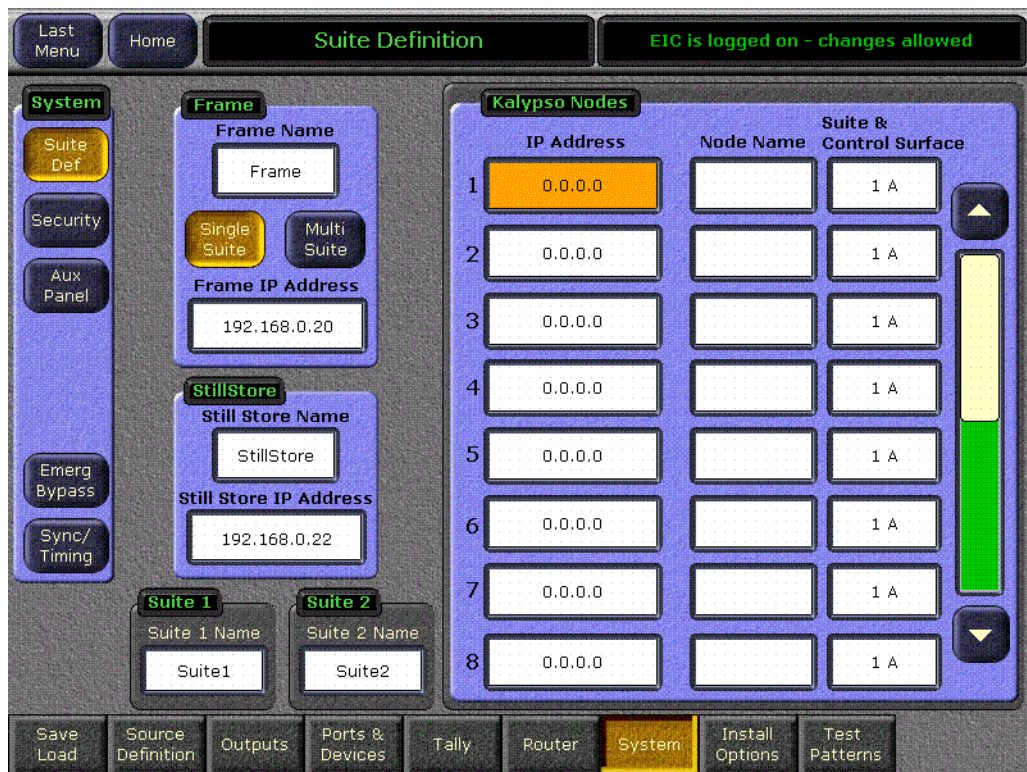 Last Menu
Home
Suite Definition
EIC is logged on - changes allowed
System
Suite Def
Security
Aux Panel
Emerg Bypass
Sync/ Timing
Frame
Frame Name
Frame
Single Suite
Multi Suite
Frame IP Address
192.168.0.20
StillStore
Still Store Name
StillStore
Still Store IP Address
192.168.0.22
Suite 1
Suite 1 Name
Suite1
Suite 2
Suite 2 Name
Suite2
Kalypso Nodes
IP Address
Node Name
Suite & Control Surface
1 0.0.0.0 1 A
2 0.0.0.0 1 A
3 0.0.0.0 1 A
4 0.0.0.0 1 A
5 0.0.0.0 1 A
6 0.0.0.0 1 A
7 0.0.0.0 1 A
8 0.0.0.0 1 A
Save Load
Source Definition
Outputs
Ports & Devices
Tally
Router
System
Install Options
Test Patterns